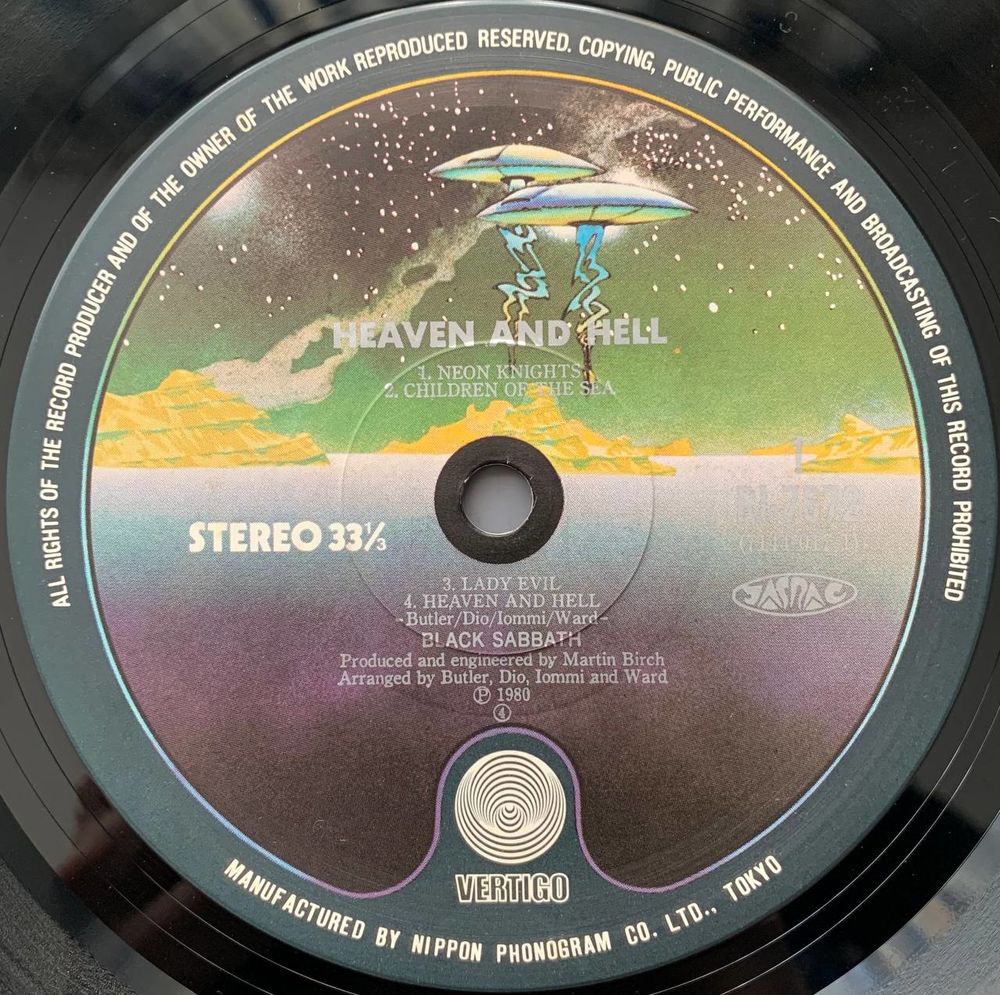 ALL RIGHTS OF THE RECORD PRODUCER AND OF THE OWNER OF THE WORK REPRODUCED RESERVED. COPYING, PUBLIC PERFORMANCE AND BROADCASTING OF THIS RECORD PROHIBITED
HEAVEN AND HELL
1. NEON KNIGHTS
2. CHILDREN OF THE SEA
1
STEREO 33⅓
JASRAC
3. LADY EVIL
4. HEAVEN AND HELL
-Butler/Dio/Iommi/Ward-
BLACK SABBATH
Produced and engineered by Martin Birch
Arranged by Butler, Dio, Iommi and Ward
Ⓟ 1980
④
VERTIGO
MANUFACTURED BY NIPPON PHONOGRAM CO. LTD., TOKYO